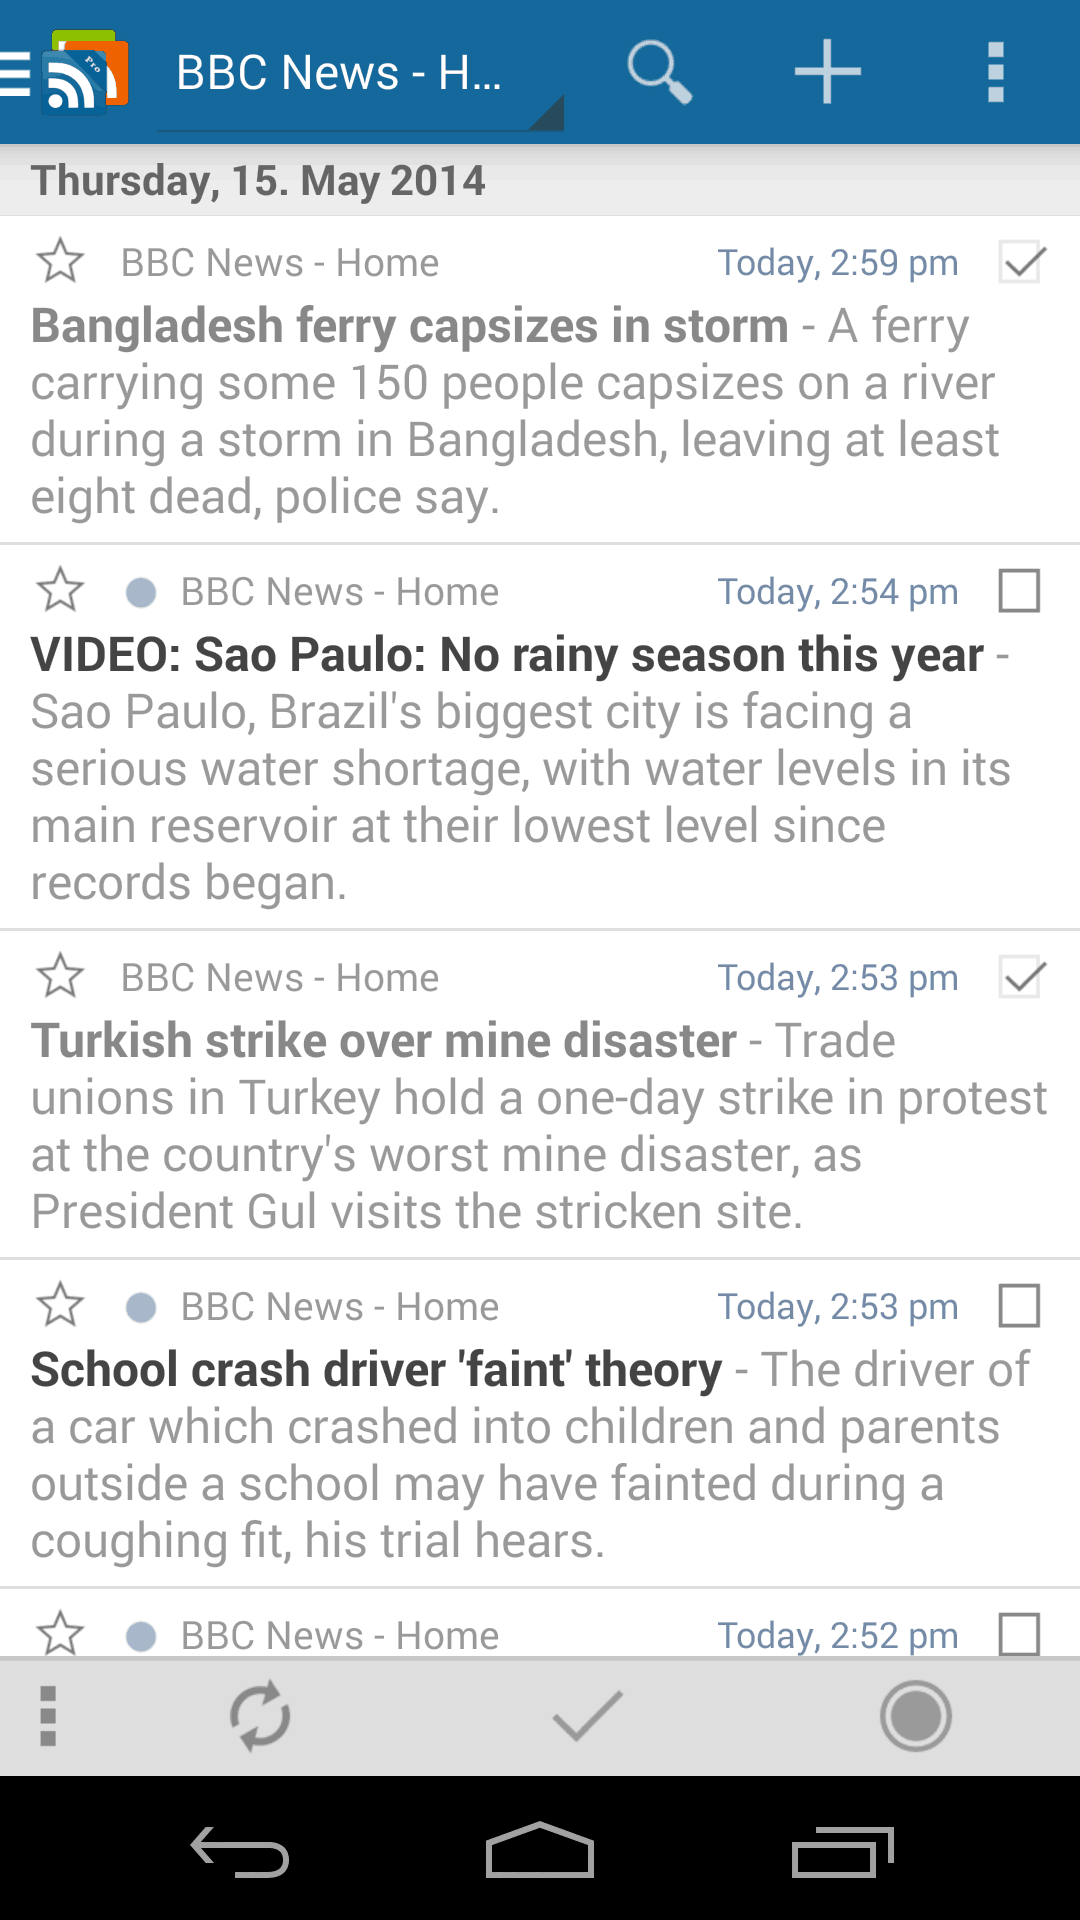 Pro
BBC News - H...
Thursday, 15. May 2014
BBC News - Home Today, 2:59 pm
Bangladesh ferry capsizes in storm - A ferry
carrying some 150 people capsizes on a river
during a storm in Bangladesh, leaving at least
eight dead, police say.
BBC News - Home Today, 2:54 pm
VIDEO: Sao Paulo: No rainy season this year -
Sao Paulo, Brazil's biggest city is facing a
serious water shortage, with water levels in its
main reservoir at their lowest level since
records began.
BBC News - Home Today, 2:53 pm
Turkish strike over mine disaster - Trade
unions in Turkey hold a one-day strike in protest
at the country's worst mine disaster, as
President Gul visits the stricken site.
BBC News - Home Today, 2:53 pm
School crash driver 'faint' theory - The driver of
a car which crashed into children and parents
outside a school may have fainted during a
coughing fit, his trial hears.
BBC News - Home Today, 2:52 pm